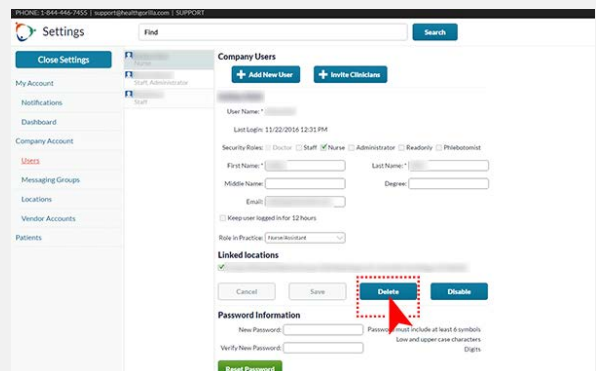 PHONE: 1-844-446-7455 | support@healthgorilla.com | SUPPORT
Settings
Find
Search
Close Settings
My Account
Notifications
Dashboard
Company Account
Users
Messaging Groups
Locations
Vendor Accounts
Patients
Nurse
Staff, Administrator
Staff
Company Users
+ Add New User + Invite Clinicians
User Name: *
Last Login: 11/22/2016 12:31 PM
Security Roles: Doctor Staff Nurse Administrator Readonly Phlebotomist
First Name: * Last Name: *
Middle Name: Degree:
Email:
Keep user logged in for 12 hours
Role in Practice: Nurse/Assistant
Linked locations
Cancel Save Delete Disable
Password Information
New Password: Password must include at least 6 symbols
Low and upper case characters
Verify New Password: Digits
Reset Password